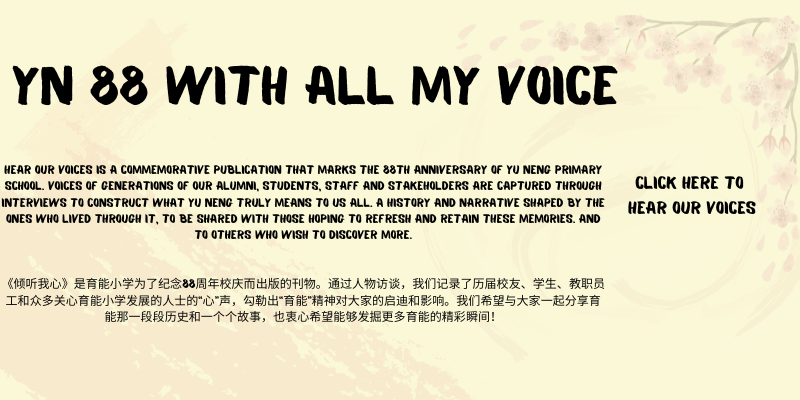 YN 88 WITH ALL MY VOICE
HEAR OUR VOICES IS A COMMEMORATIVE PUBLICATION THAT MARKS THE 88TH ANNIVERSARY OF YU NENG PRIMARY
SCHOOL. VOICES OF GENERATIONS OF OUR ALUMNI, STUDENTS, STAFF AND STAKEHOLDERS ARE CAPTURED THROUGH
INTERVIEWS TO CONSTRUCT WHAT YU NENG TRULY MEANS TO US ALL. A HISTORY AND NARRATIVE SHAPED BY THE
ONES WHO LIVED THROUGH IT, TO BE SHARED WITH THOSE HOPING TO REFRESH AND RETAIN THESE MEMORIES. AND
TO OTHERS WHO WISH TO DISCOVER MORE.
CLICK HERE TO
HEAR OUR VOICES
《倾听我心》是育能小学为了纪念88周年校庆而出版的刊物。通过人物访谈，我们记录了历届校友、学生、教职员
工和众多关心育能小学发展的人士的“心”声，勾勒出“育能”精神对大家的启迪和影响。我们希望与大家一起分享育
能那一段段历史和一个个故事，也衷心希望能够发掘更多育能的精彩瞬间！